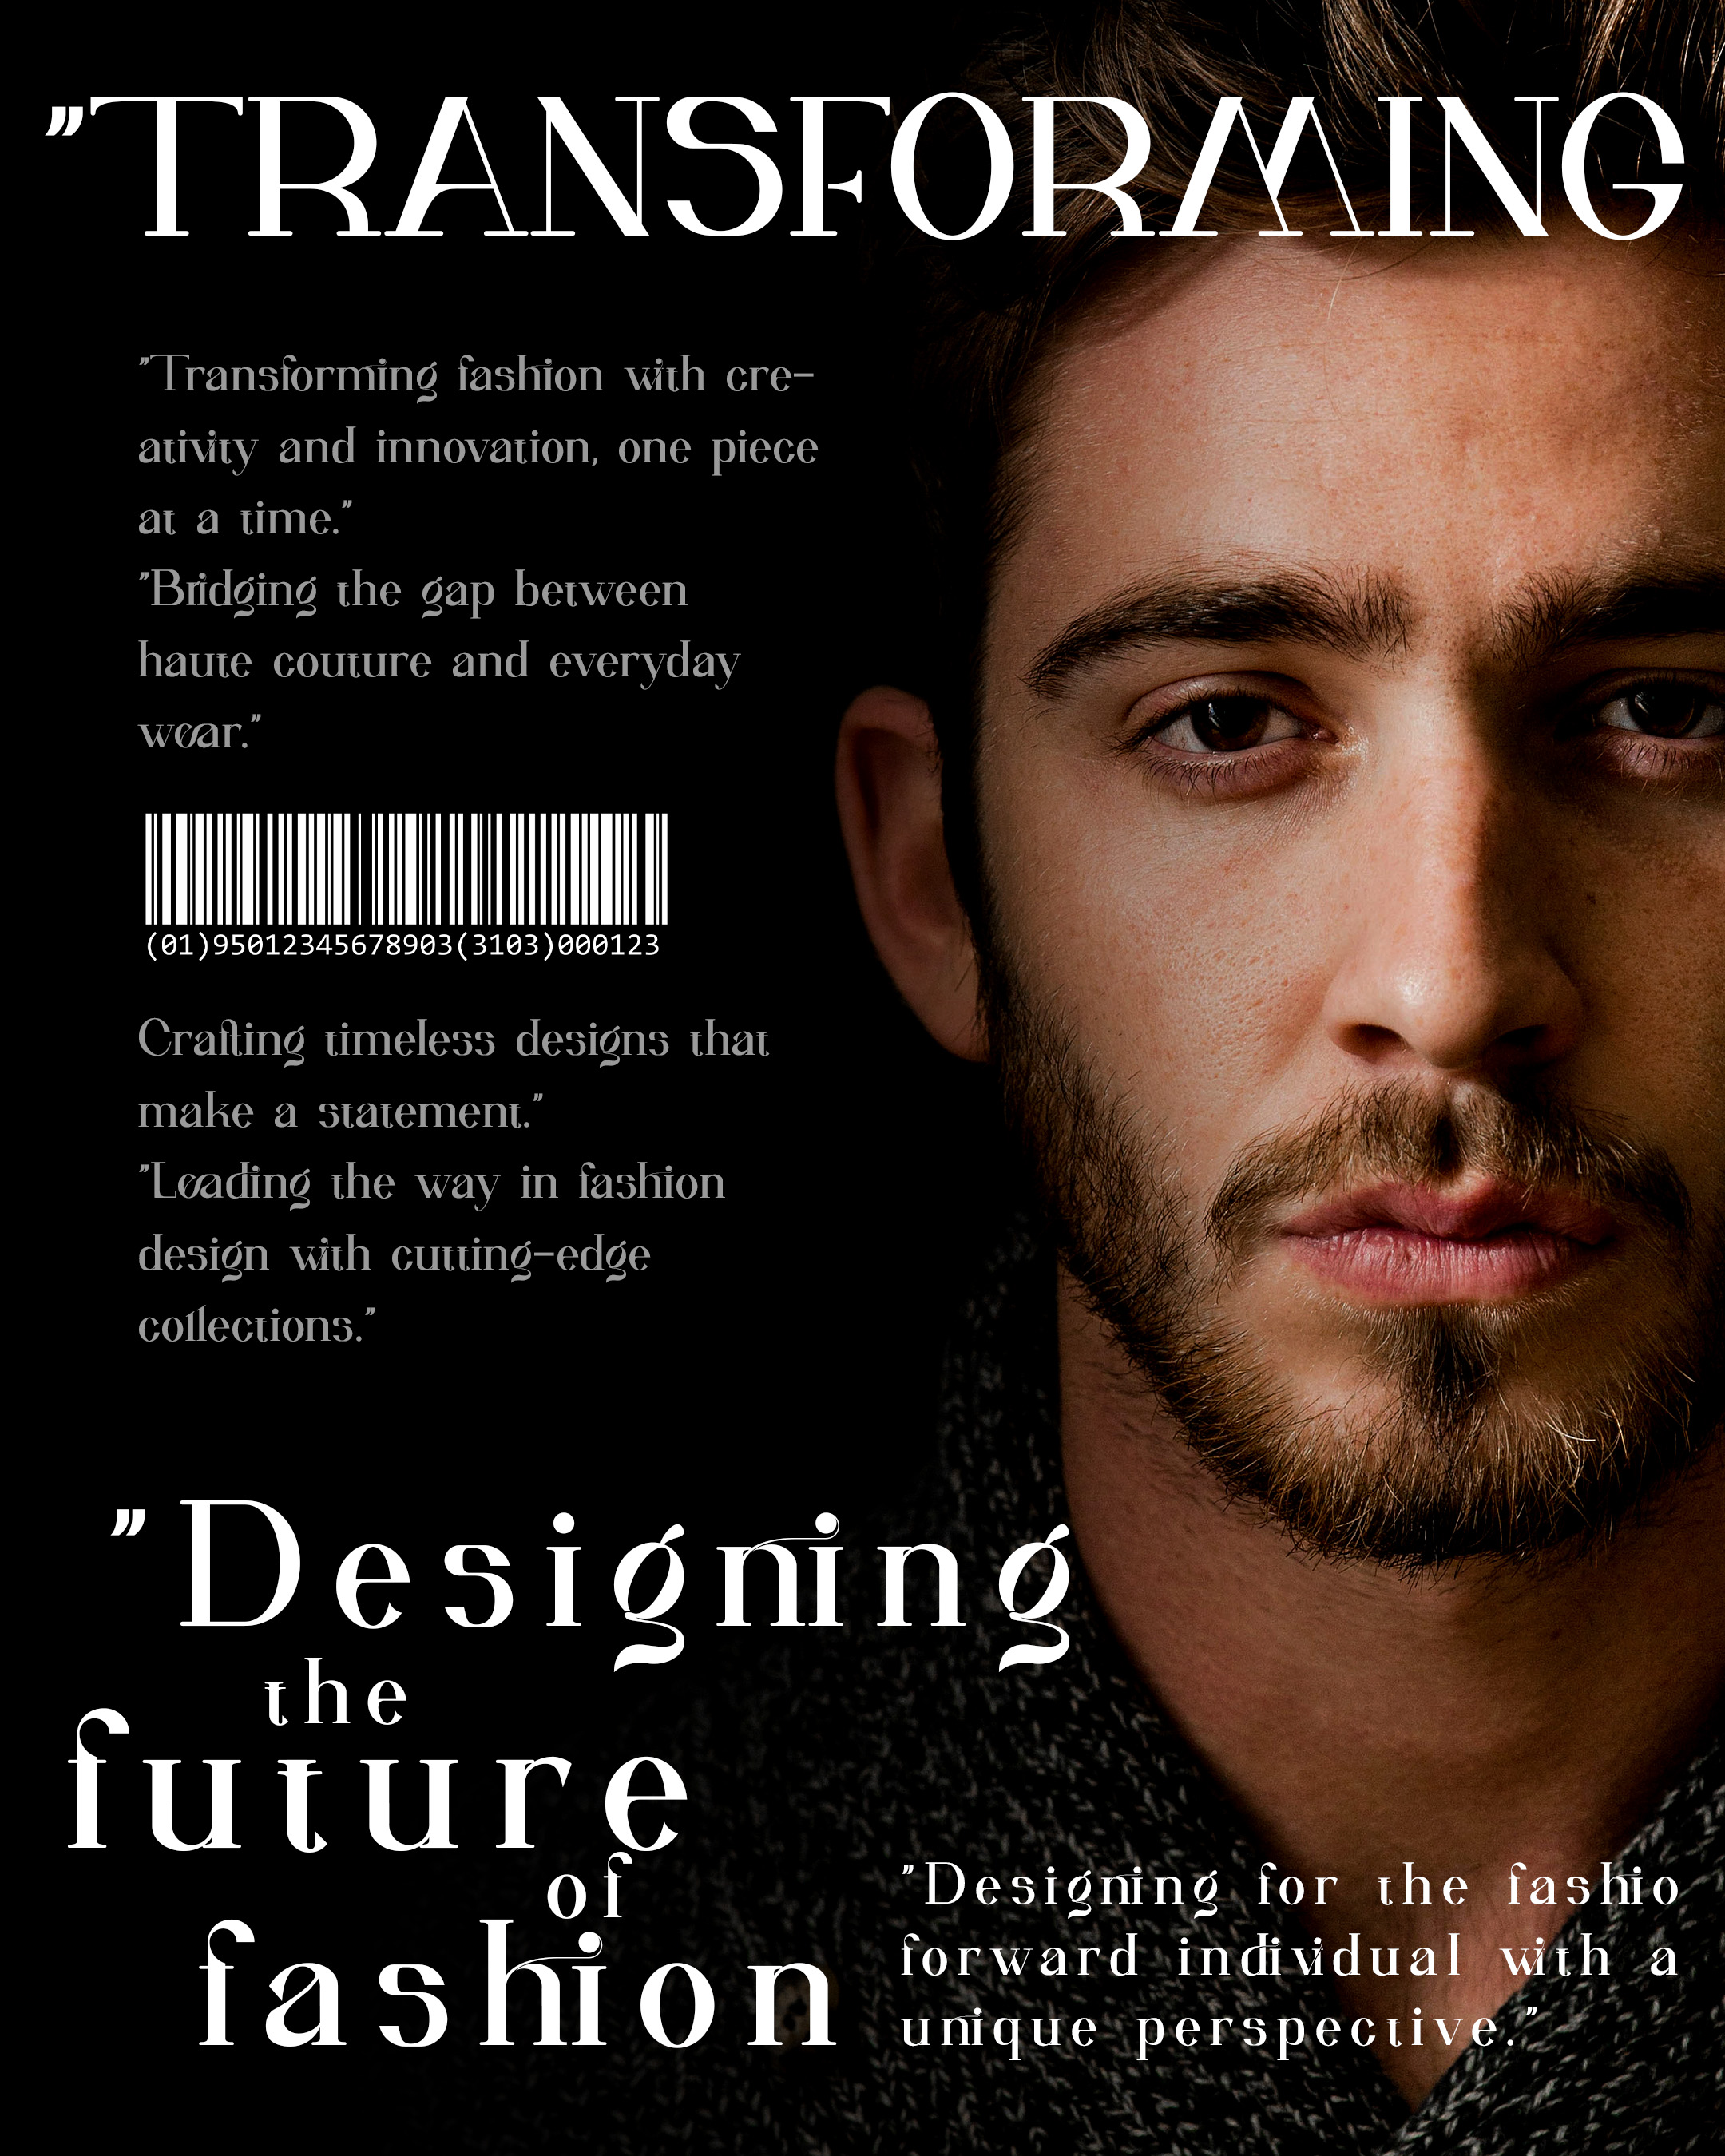 "TRANSFORMING
"Transforming fashion with cre-
ativity and innovation, one piece
at a time."
"Bridging the gap between
haute couture and everyday
wear."
(01)95012345678903(3103)000123
Crafting timeless designs that
make a statement."
"Leading the way in fashion
design with cutting-edge
collections."
"Designing
the
future
of
fashion
"Designing for the fashio
forward individual with a
unique perspective."